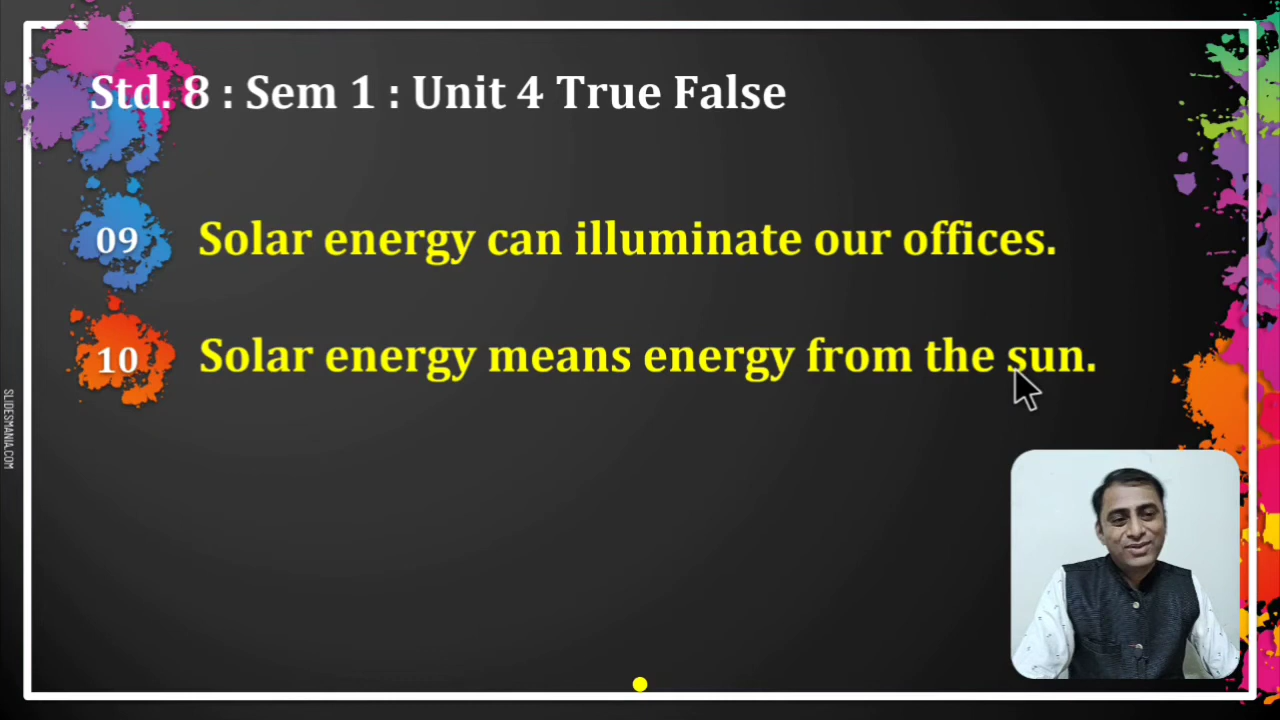 Std. 8 : Sem 1 : Unit 4 True False
09 Solar energy can illuminate our offices.
10 Solar energy means energy from the sun.
SLIDESMANIA.COM